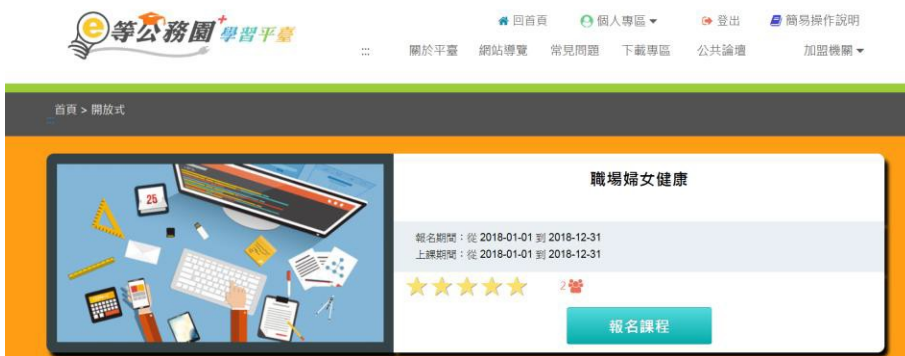 e等公務園+學習平臺
回首頁 個人專區▼ 登出 簡易操作說明
::: 關於平臺 網站導覽 常見問題 下載專區 公共論壇 加盟機關▼
首頁 > 開放式
:::
25
職場婦女健康
報名期間：從 2018-01-01 到 2018-12-31
上課期間：從 2018-01-01 到 2018-12-31
2
報名課程